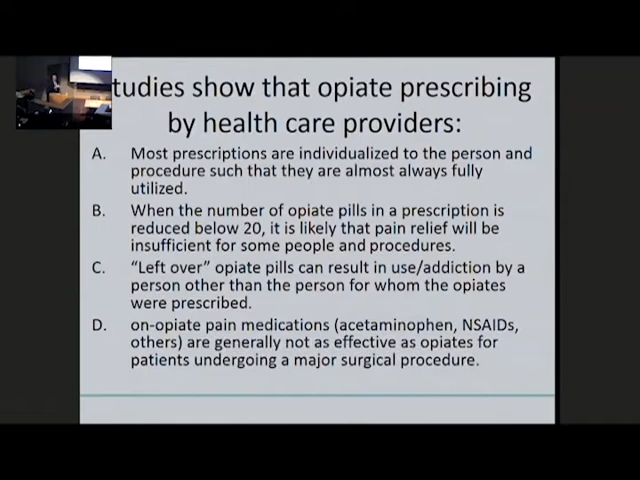 tudies show that opiate prescribing
by health care providers:
A. Most prescriptions are individualized to the person and
procedure such that they are almost always fully
utilized.
B. When the number of opiate pills in a prescription is
reduced below 20, it is likely that pain relief will be
insufficient for some people and procedures.
C. “Left over” opiate pills can result in use/addiction by a
person other than the person for whom the opiates
were prescribed.
D. on-opiate pain medications (acetaminophen, NSAIDs,
others) are generally not as effective as opiates for
patients undergoing a major surgical procedure.